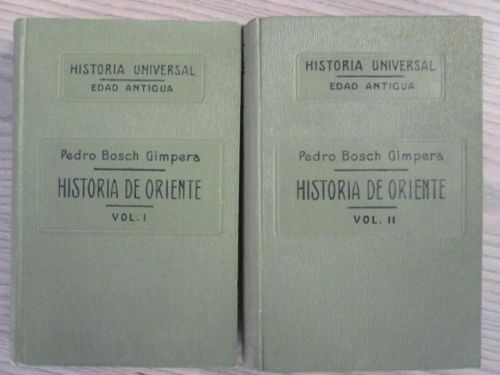 HISTORIA UNIVERSAL
EDAD ANTIGUA
Pedro Bosch Gimpera
HISTORIA DE ORIENTE
VOL. I
HISTORIA UNIVERSAL
EDAD ANTIGUA
Pedro Bosch Gimpera
HISTORIA DE ORIENTE
VOL. II